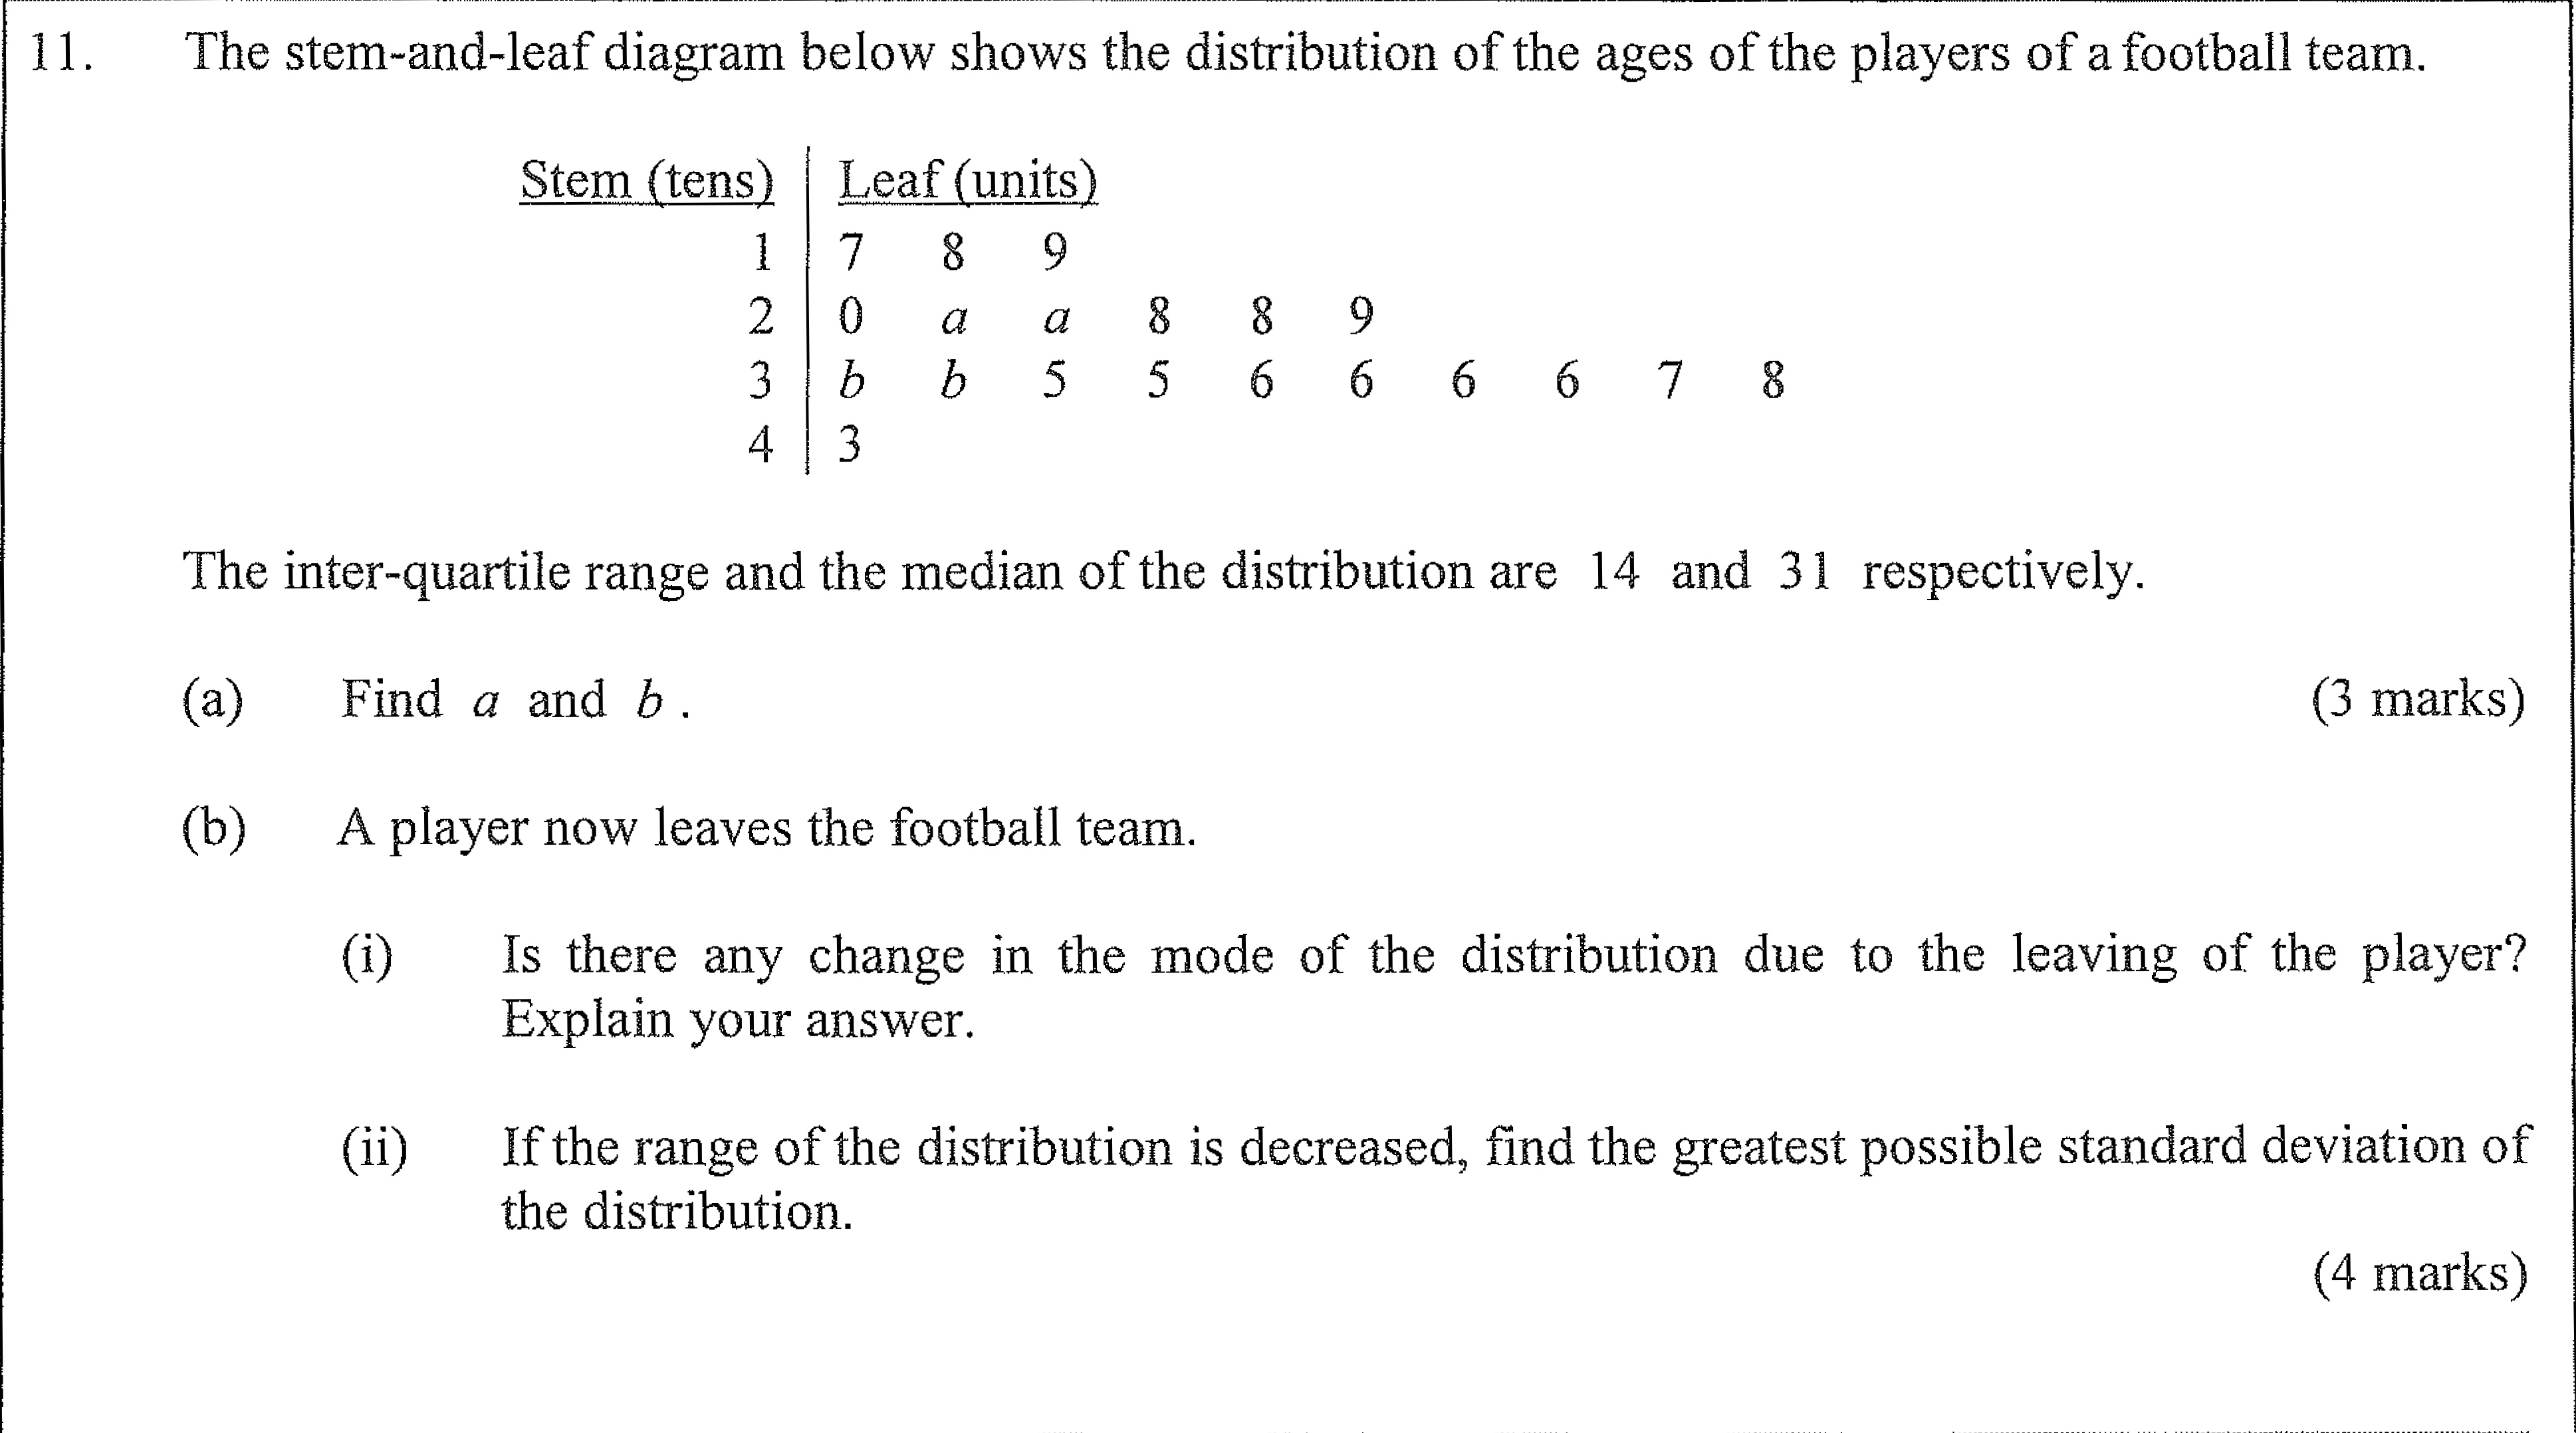 11. The stem-and-leaf diagram below shows the distribution of the ages of the players of a football team.
Stem (tens) Leaf (units)
1 7 8 9
2 0 a a 8 8 9
3 b b 5 5 6 6 6 6 7 8
4 3
The inter-quartile range and the median of the distribution are 14 and 31 respectively.
(a) Find a and b . (3 marks)
(b) A player now leaves the football team.
(i) Is there any change in the mode of the distribution due to the leaving of the player?
Explain your answer.
(ii) If the range of the distribution is decreased, find the greatest possible standard deviation of
the distribution.
(4 marks)